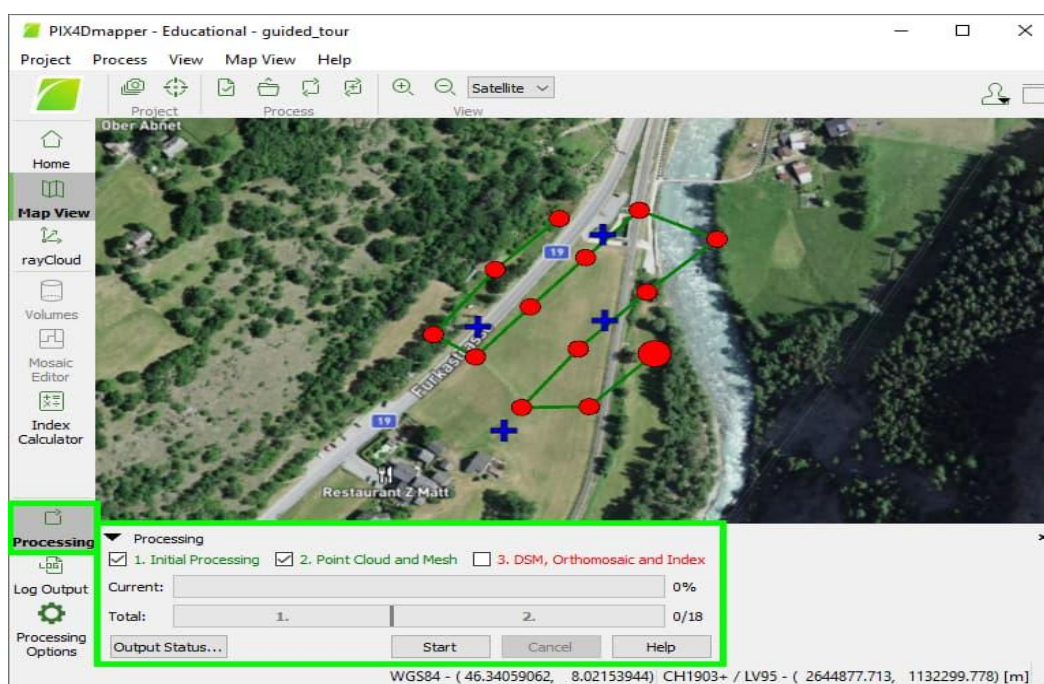 PIX4Dmapper - Educational - guided_tour
Project Process View Map View Help
Satellite
Project Process View
Ober Abnet
Home
Map View
rayCloud
Volumes
Mosaic
Editor
Index
Calculator
19
Furkastrasse
19
Restaurant Z Matt
Processing
Log Output
Processing
Options
Processing
1. Initial Processing 2. Point Cloud and Mesh 3. DSM, Orthomosaic and Index
Current: 0%
Total: 1. 2. 0/18
Output Status... Start Cancel Help
WGS84 - ( 46.34059062, 8.02153944) CH1903+ / LV95 - ( 2644877.713, 1132299.778) [m]